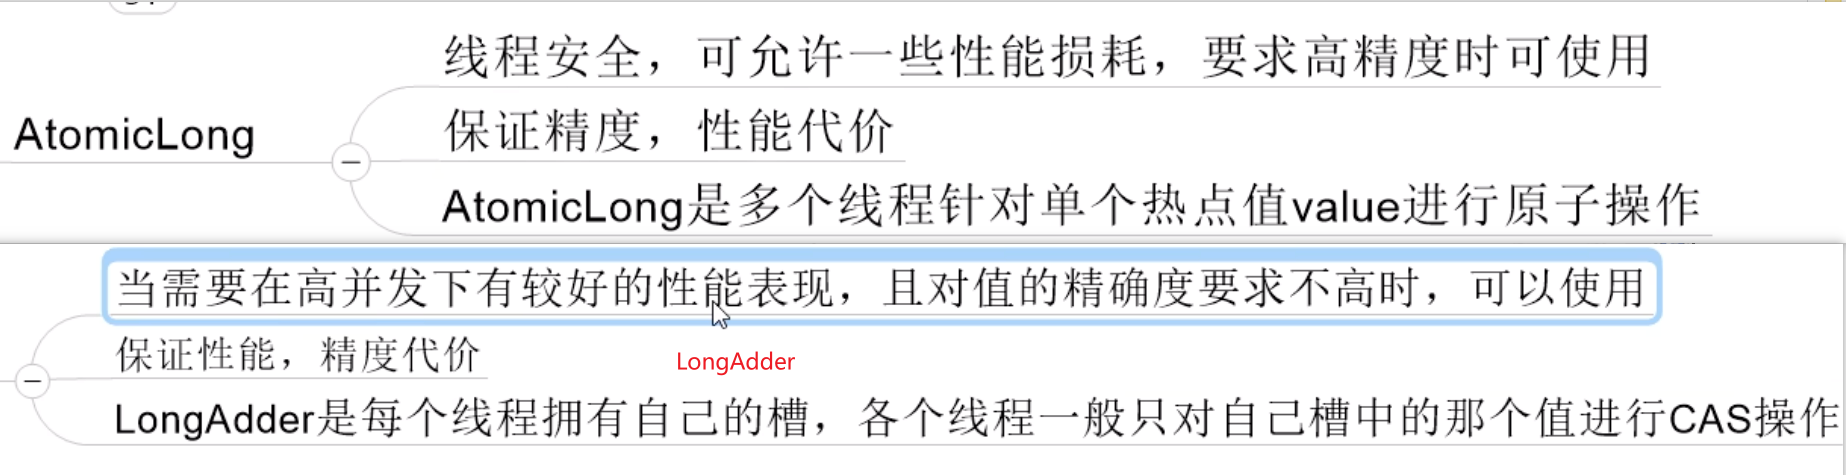 线程安全，可允许一些性能损耗，要求高精度时可使用
AtomicLong
保证精度，性能代价
AtomicLong是多个线程针对单个热点值value进行原子操作
当需要在高并发下有较好的性能表现，且对值的精确度要求不高时，可以使用
保证性能，精度代价
LongAdder
LongAdder是每个线程拥有自己的槽，各个线程一般只对自己槽中的那个值进行CAS操作